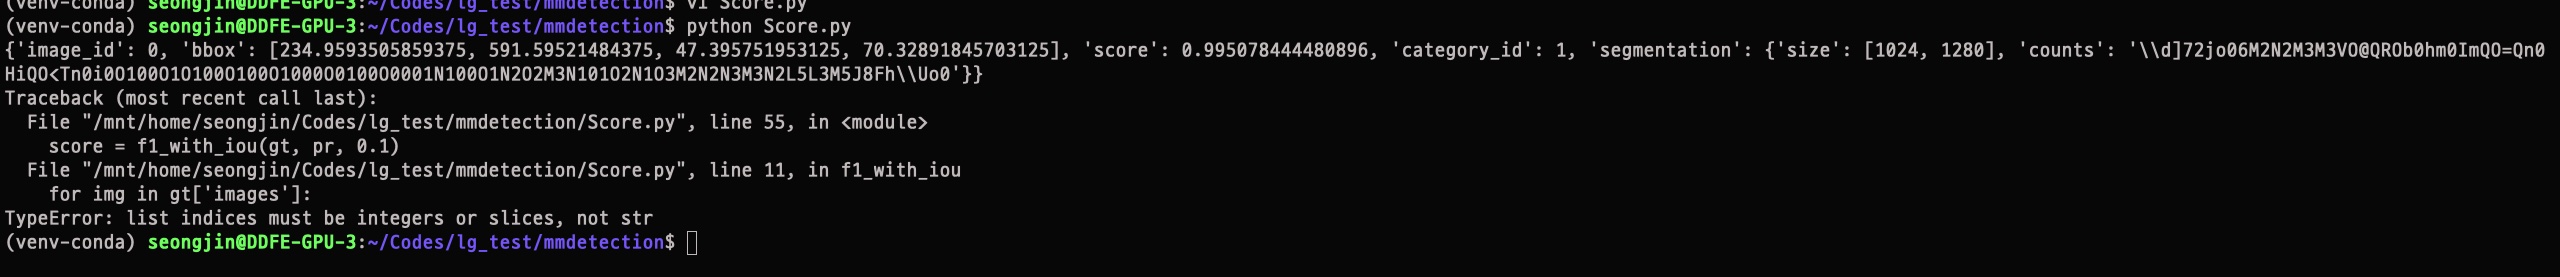 (venv-conda) seongjin@DDFE-GPU-3:~/Codes/lg_test/mmdetection$ vi Score.py
(venv-conda) seongjin@DDFE-GPU-3:~/Codes/lg_test/mmdetection$ python Score.py
{'image_id': 0, 'bbox': [234.9593505859375, 591.59521484375, 47.395751953125, 70.32891845703125], 'score': 0.995078444480896, 'category_id': 1, 'segmentation': {'size': [1024, 1280], 'counts': '\\d]72jo06M2N2M3M3VO@QROb0hm0ImQO=Qn0
HiQO<Tn0i0O100O1O100O100O1000O0100O0001N100O1N2O2M3N101O2N1O3M2N2N3M3N2L5L3M5J8Fh\\Uo0'}}
Traceback (most recent call last):
  File "/mnt/home/seongjin/Codes/lg_test/mmdetection/Score.py", line 55, in <module>
    score = f1_with_iou(gt, pr, 0.1)
  File "/mnt/home/seongjin/Codes/lg_test/mmdetection/Score.py", line 11, in f1_with_iou
    for img in gt['images']:
TypeError: list indices must be integers or slices, not str
(venv-conda) seongjin@DDFE-GPU-3:~/Codes/lg_test/mmdetection$